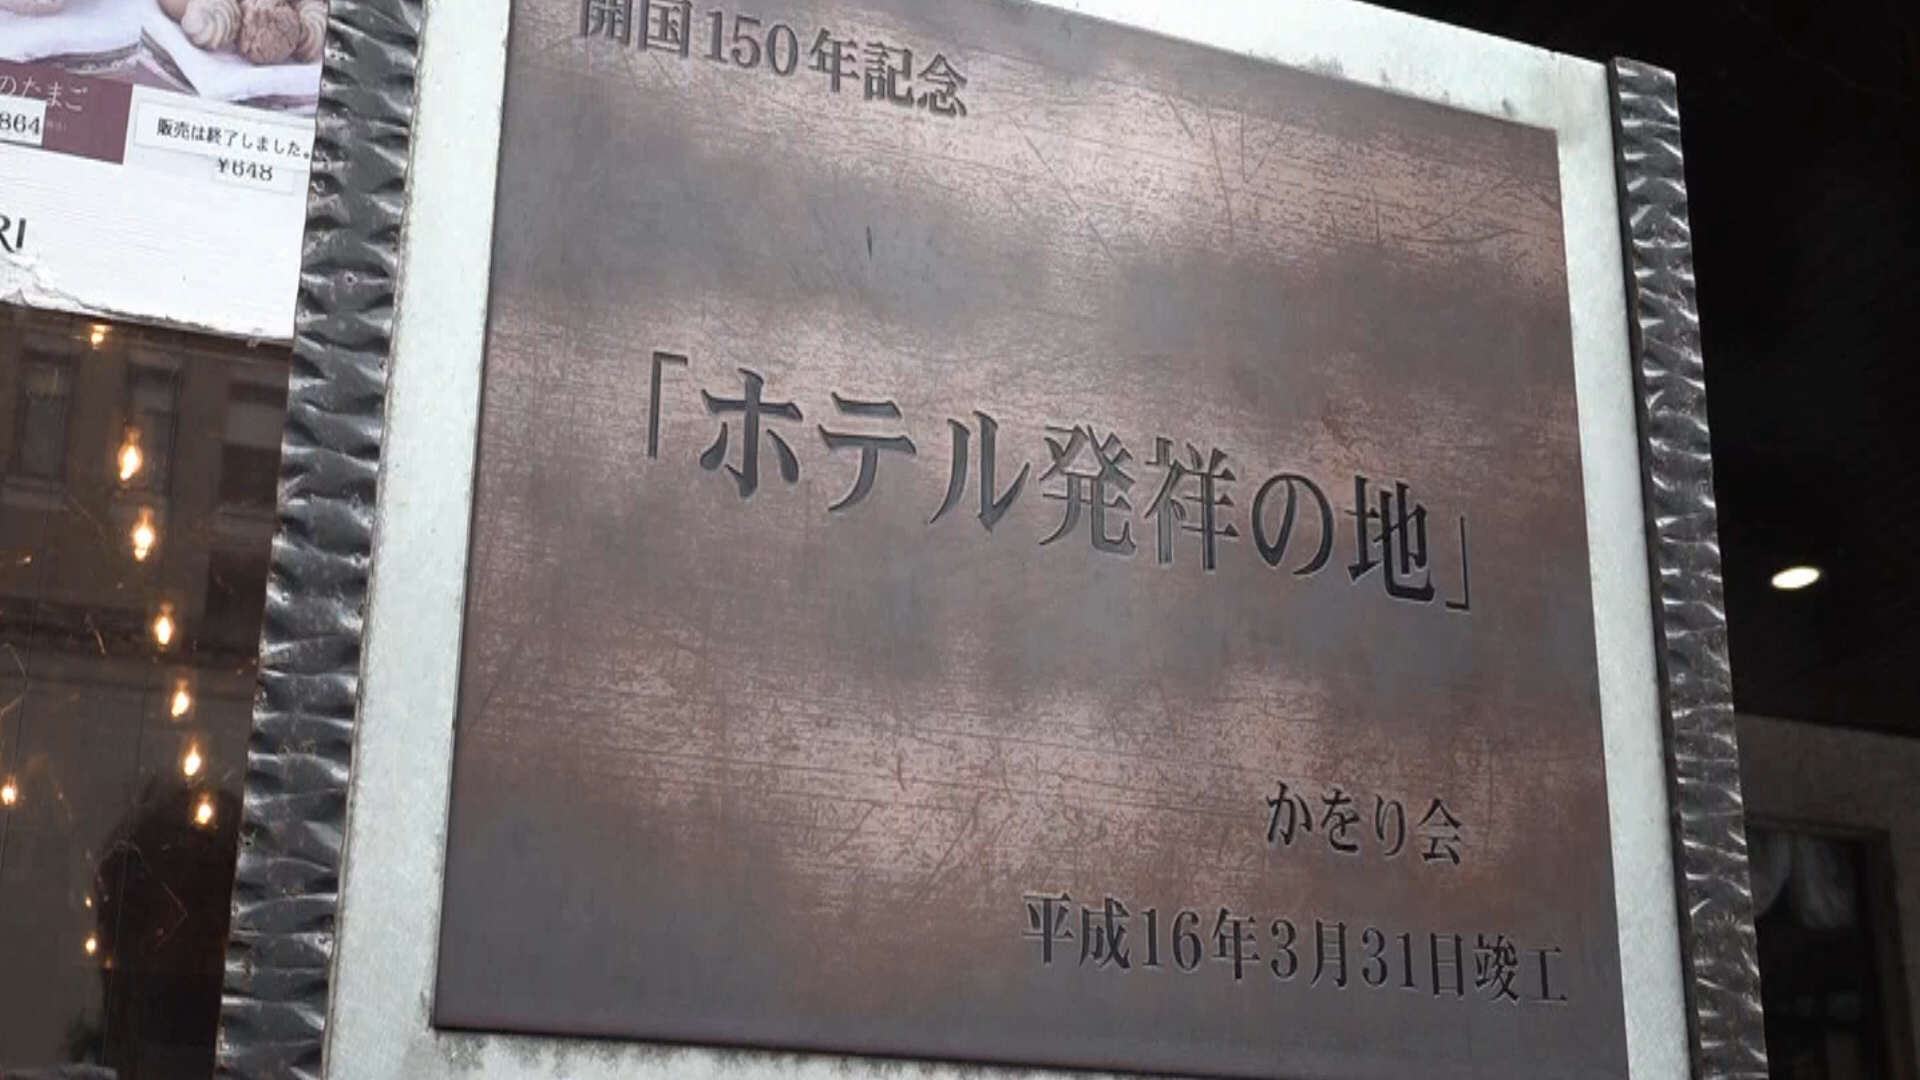 開国150年記念
「ホテル発祥の地」
かをり会
平成16年3月31日竣工
のたまご
864
販売は終了しました。
¥648
RI